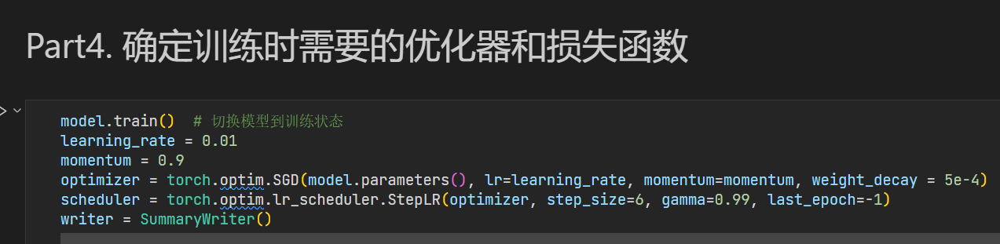 Part4. 确定训练时需要的优化器和损失函数
model.train()  # 切换模型到训练状态
learning_rate = 0.01
momentum = 0.9
optimizer = torch.optim.SGD(model.parameters(), lr=learning_rate, momentum=momentum, weight_decay = 5e-4)
scheduler = torch.optim.lr_scheduler.StepLR(optimizer, step_size=6, gamma=0.99, last_epoch=-1)
writer = SummaryWriter()